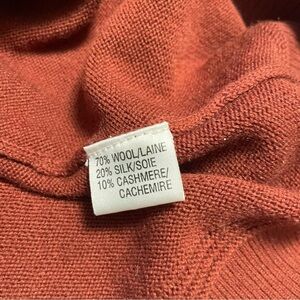 70% WOOL/LAINE
20% SILK/SOIE
10% CASHMERE/
CACHEMIRE